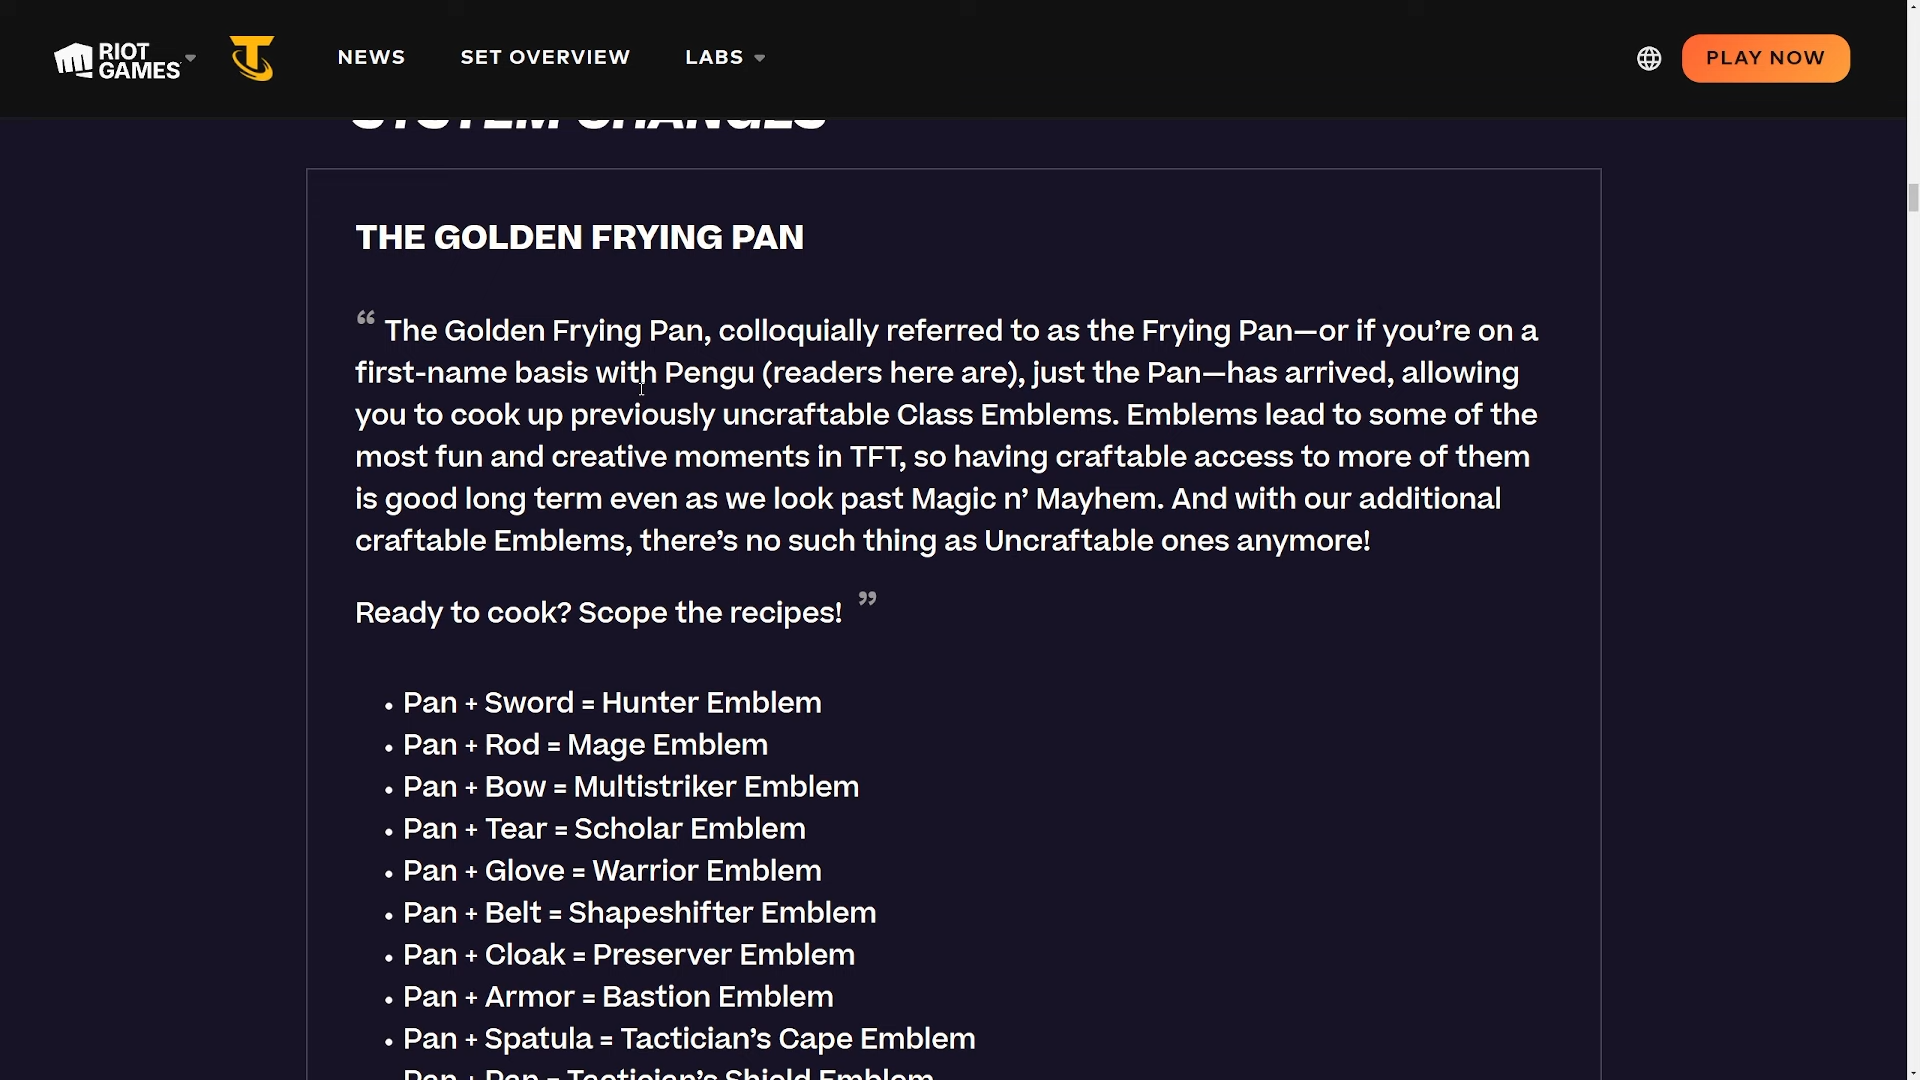 RIOT GAMES
NEWS
SET OVERVIEW
LABS
PLAY NOW
SYSTEM CHANGES
THE GOLDEN FRYING PAN
“ The Golden Frying Pan, colloquially referred to as the Frying Pan—or if you’re on a
first-name basis with Pengu (readers here are), just the Pan—has arrived, allowing
you to cook up previously uncraftable Class Emblems. Emblems lead to some of the
most fun and creative moments in TFT, so having craftable access to more of them
is good long term even as we look past Magic n’ Mayhem. And with our additional
craftable Emblems, there’s no such thing as Uncraftable ones anymore!
Ready to cook? Scope the recipes! ”
• Pan + Sword = Hunter Emblem
• Pan + Rod = Mage Emblem
• Pan + Bow = Multistriker Emblem
• Pan + Tear = Scholar Emblem
• Pan + Glove = Warrior Emblem
• Pan + Belt = Shapeshifter Emblem
• Pan + Cloak = Preserver Emblem
• Pan + Armor = Bastion Emblem
• Pan + Spatula = Tactician’s Cape Emblem
Pan + Pan = Tactician’s Shield Emblem